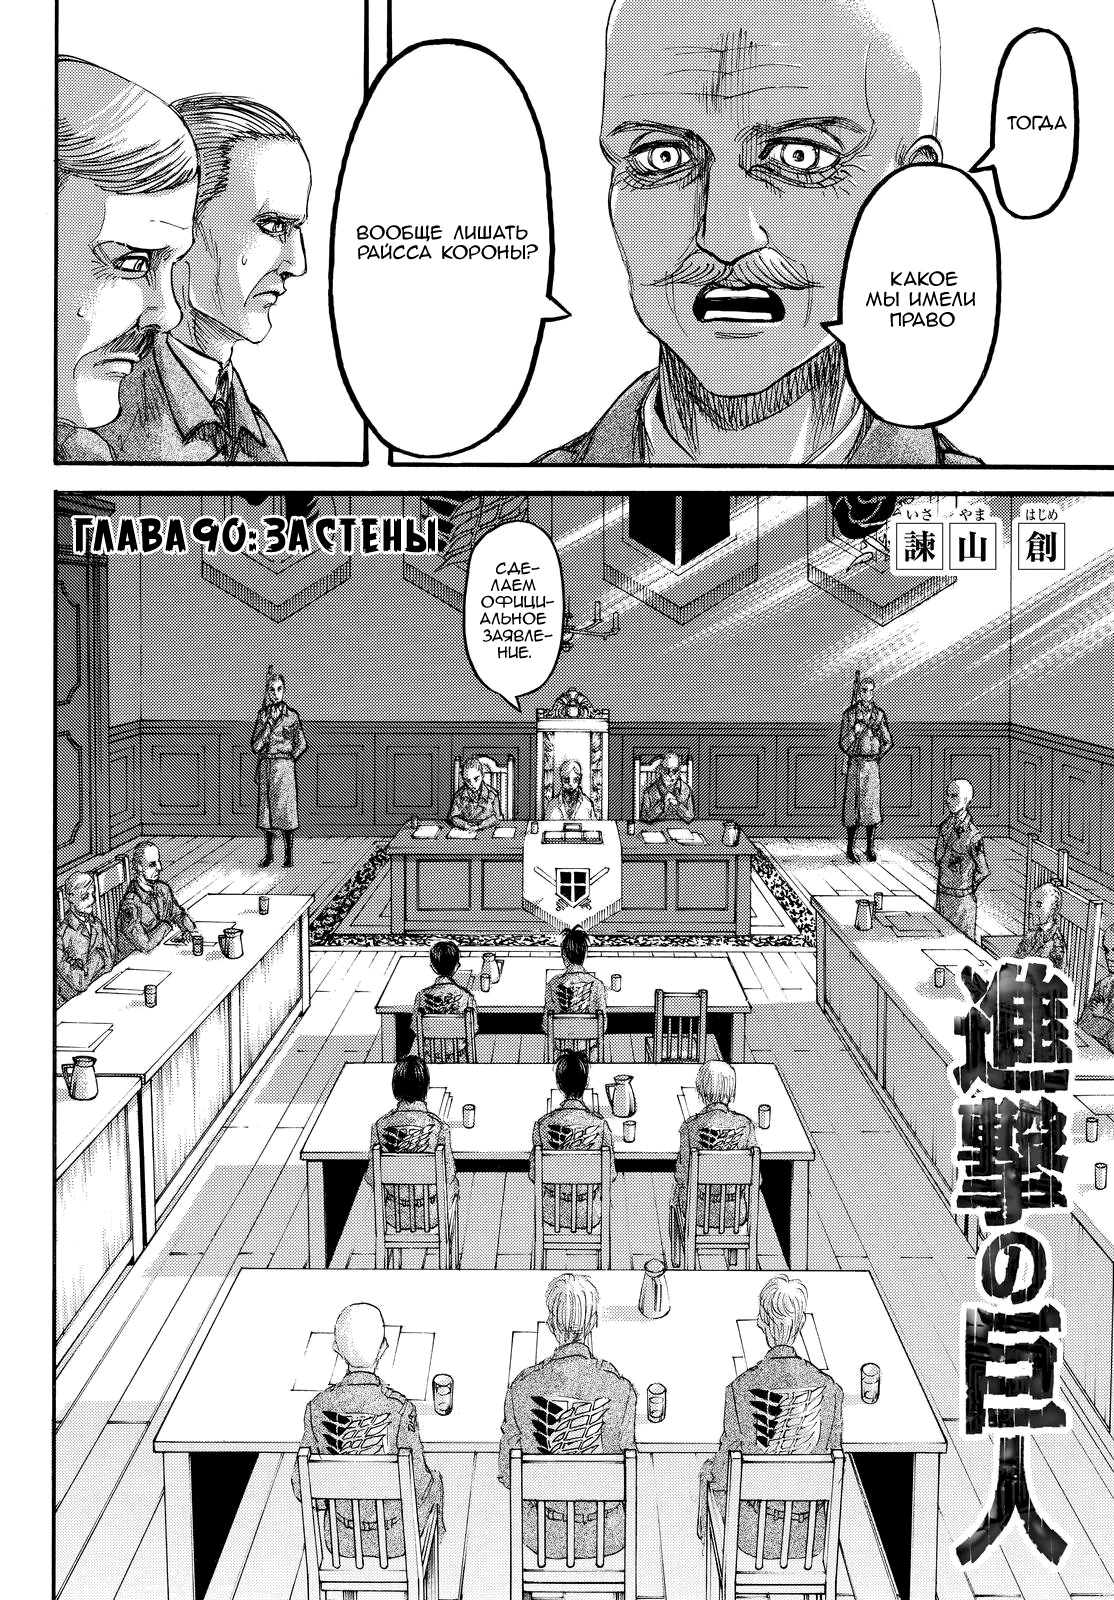 ТОГДА
КАКОЕ
МЫ ИМЕЛИ
ПРАВО
ВООБЩЕ ЛИШАТЬ
РАЙССА КОРОНЫ?
ГЛАВА 90: ЗА СТЕНЫ
いさ やま はじめ
諫山創
СДЕ-
ЛАЕМ
ОФИЦИ-
АЛЬНОЕ
ЗАЯВЛЕ-
НИЕ.
進撃の巨人